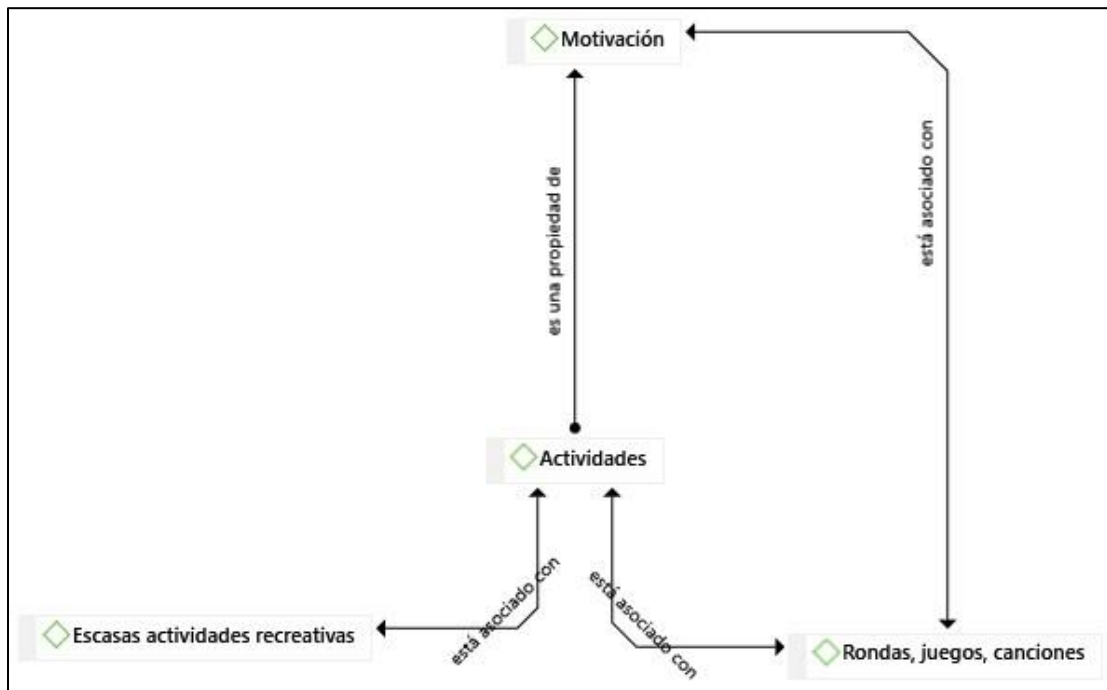 Motivación
es una propiedad de
está asociado con
Actividades
está asociado con
está asociado con
Escasas actividades recreativas
Rondas, juegos, canciones